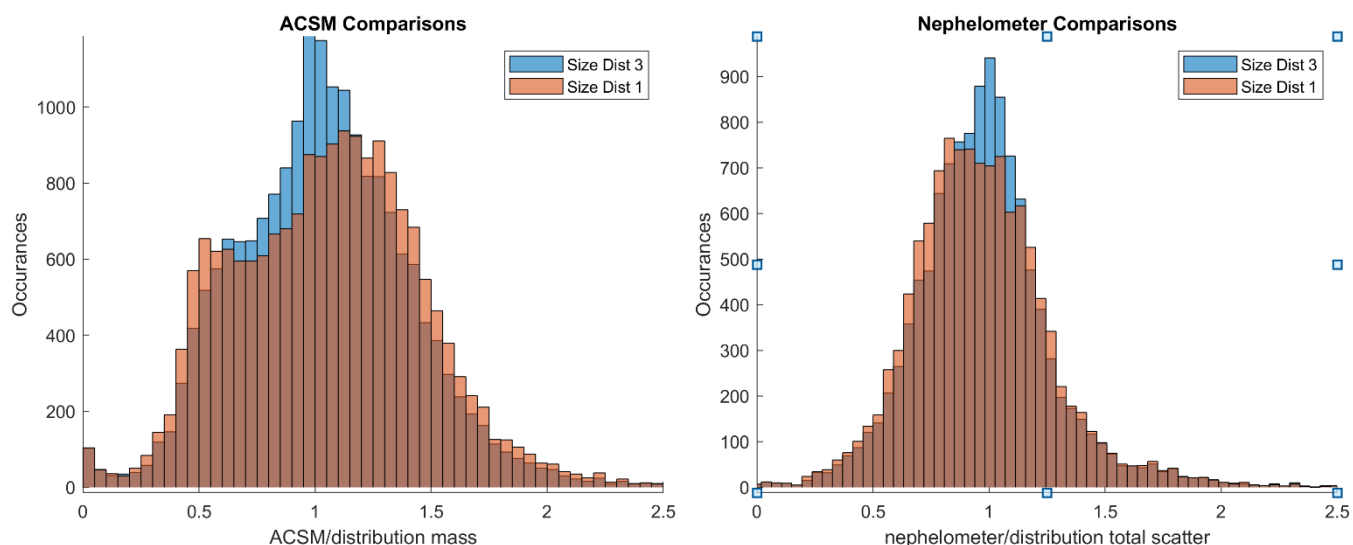 ACSM Comparisons
Size Dist 3
Size Dist 1
Occurances
1000
800
600
400
200
0
0
0.5
1
1.5
2
2.5
ACSM/distribution mass
Nephelometer Comparisons
Size Dist 3
Size Dist 1
Occurances
900
800
700
600
500
400
300
200
100
0
0
0.5
1
1.5
2
2.5
nephelometer/distribution total scatter